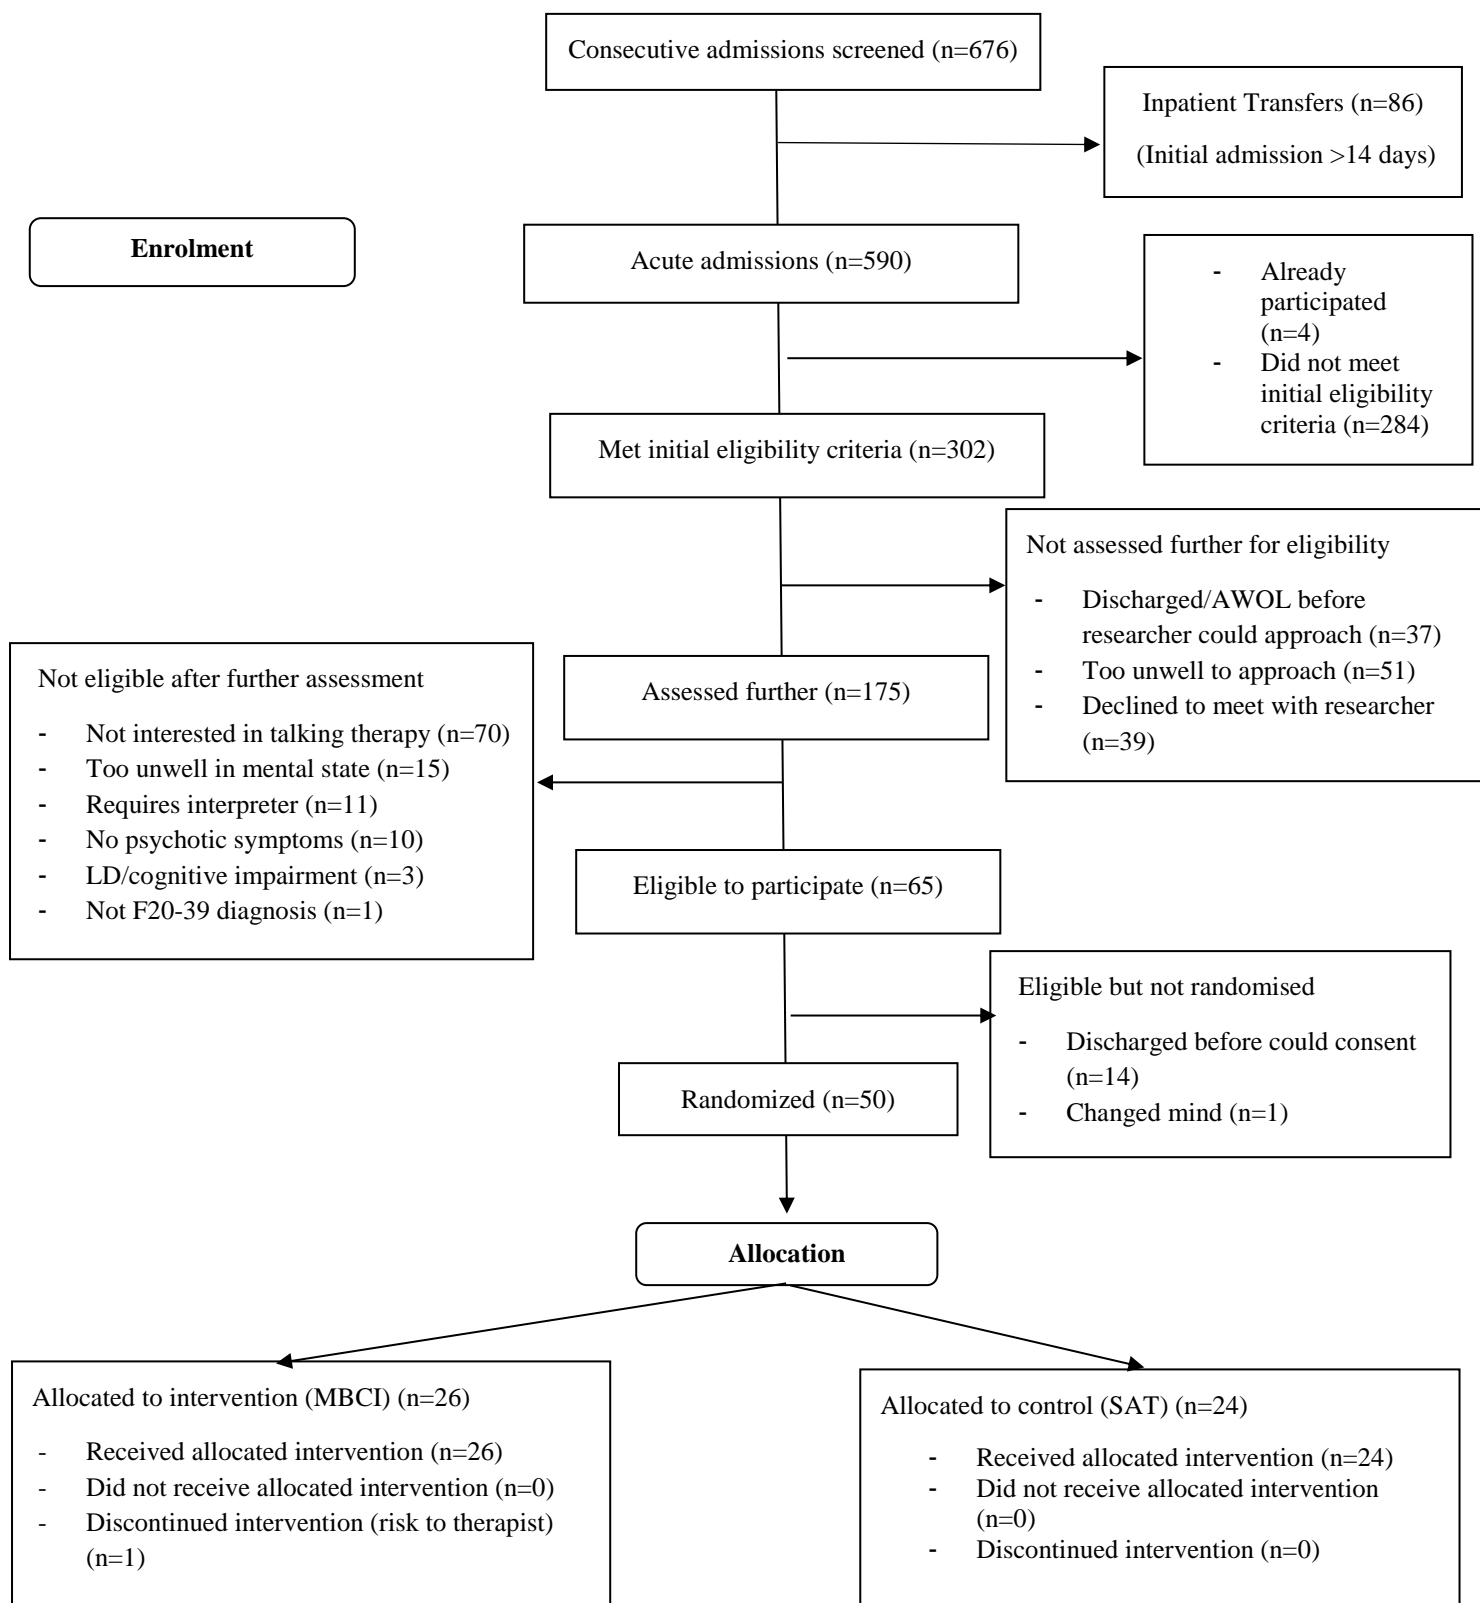 Consecutive admissions screened (n=676)
Inpatient Transfers (n=86)
(Initial admission >14 days)
Enrolment
Acute admissions (n=590)
- Already
participated
(n=4)
- Did not meet
initial eligibility
criteria (n=284)
Met initial eligibility criteria (n=302)
Not assessed further for eligibility
- Discharged/AWOL before
researcher could approach (n=37)
- Too unwell to approach (n=51)
- Declined to meet with researcher
(n=39)
Assessed further (n=175)
Not eligible after further assessment
- Not interested in talking therapy (n=70)
- Too unwell in mental state (n=15)
- Requires interpreter (n=11)
- No psychotic symptoms (n=10)
- LD/cognitive impairment (n=3)
- Not F20-39 diagnosis (n=1)
Eligible to participate (n=65)
Eligible but not randomised
- Discharged before could consent
(n=14)
- Changed mind (n=1)
Randomized (n=50)
Allocation
Allocated to intervention (MBCI) (n=26)
- Received allocated intervention (n=26)
- Did not receive allocated intervention (n=0)
- Discontinued intervention (risk to therapist)
(n=1)
Allocated to control (SAT) (n=24)
- Received allocated intervention (n=24)
- Did not receive allocated intervention
(n=0)
- Discontinued intervention (n=0)